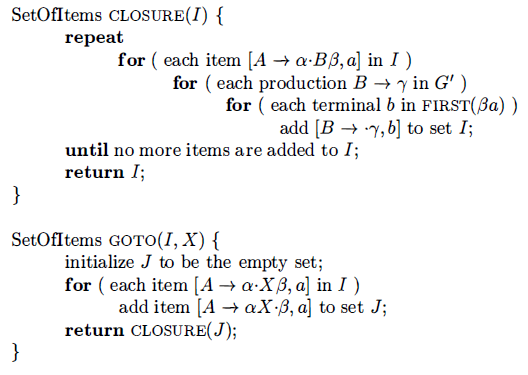 SetOfItems CLOSURE(I) {
repeat
for ( each item [A → α·Bβ, a] in I )
for ( each production B → γ in G′ )
for ( each terminal b in FIRST(βa) )
add [B → ·γ, b] to set I;
until no more items are added to I;
return I;
}
SetOfItems GOTO(I, X) {
initialize J to be the empty set;
for ( each item [A → α·Xβ, a] in I )
add item [A → αX·β, a] to set J;
return CLOSURE(J);
}